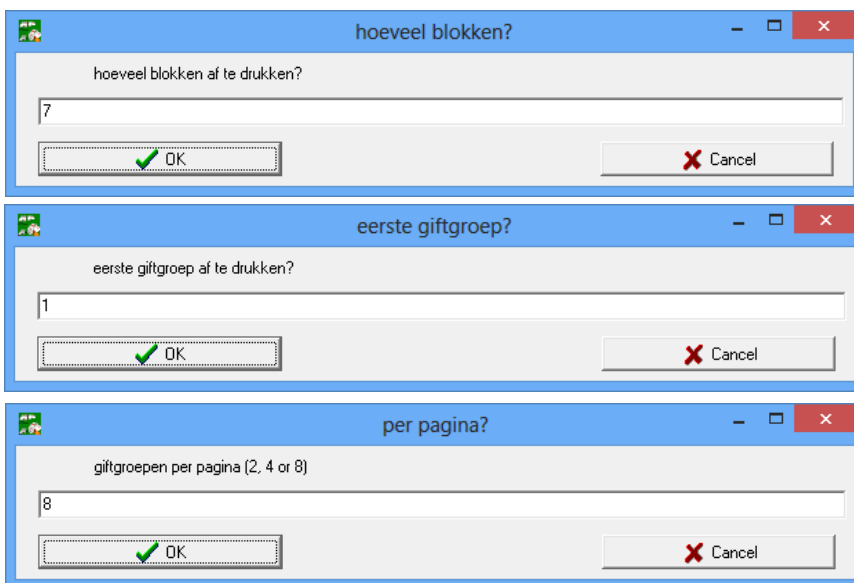 hoeveel blokken?
hoeveel blokken af te drukken?
7
OK Cancel
eerste giftgroep?
eerste giftgroep af te drukken?
1
OK Cancel
per pagina?
giftgroepen per pagina (2, 4 or 8)
8
OK Cancel